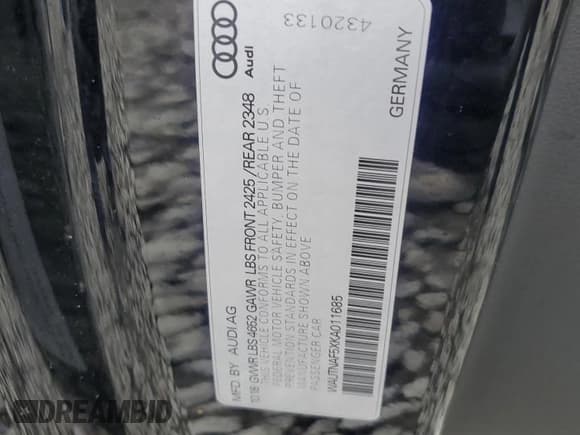 MFD. BY AUDI AG
10/18 GVWR LBS 4662 GAWR LBS FRONT 2425 / REAR 2348
THIS VEHICLE CONFORMS TO ALL APPLICABLE U.S.
FEDERAL MOTOR VEHICLE SAFETY, BUMPER AND THEFT
PREVENTION STANDARDS IN EFFECT ON THE DATE OF
MANUFACTURE SHOWN ABOVE
PASSENGER CAR
WAUTNAF5XKA011685
Audi
4320133
GERMANY
DREAMBID